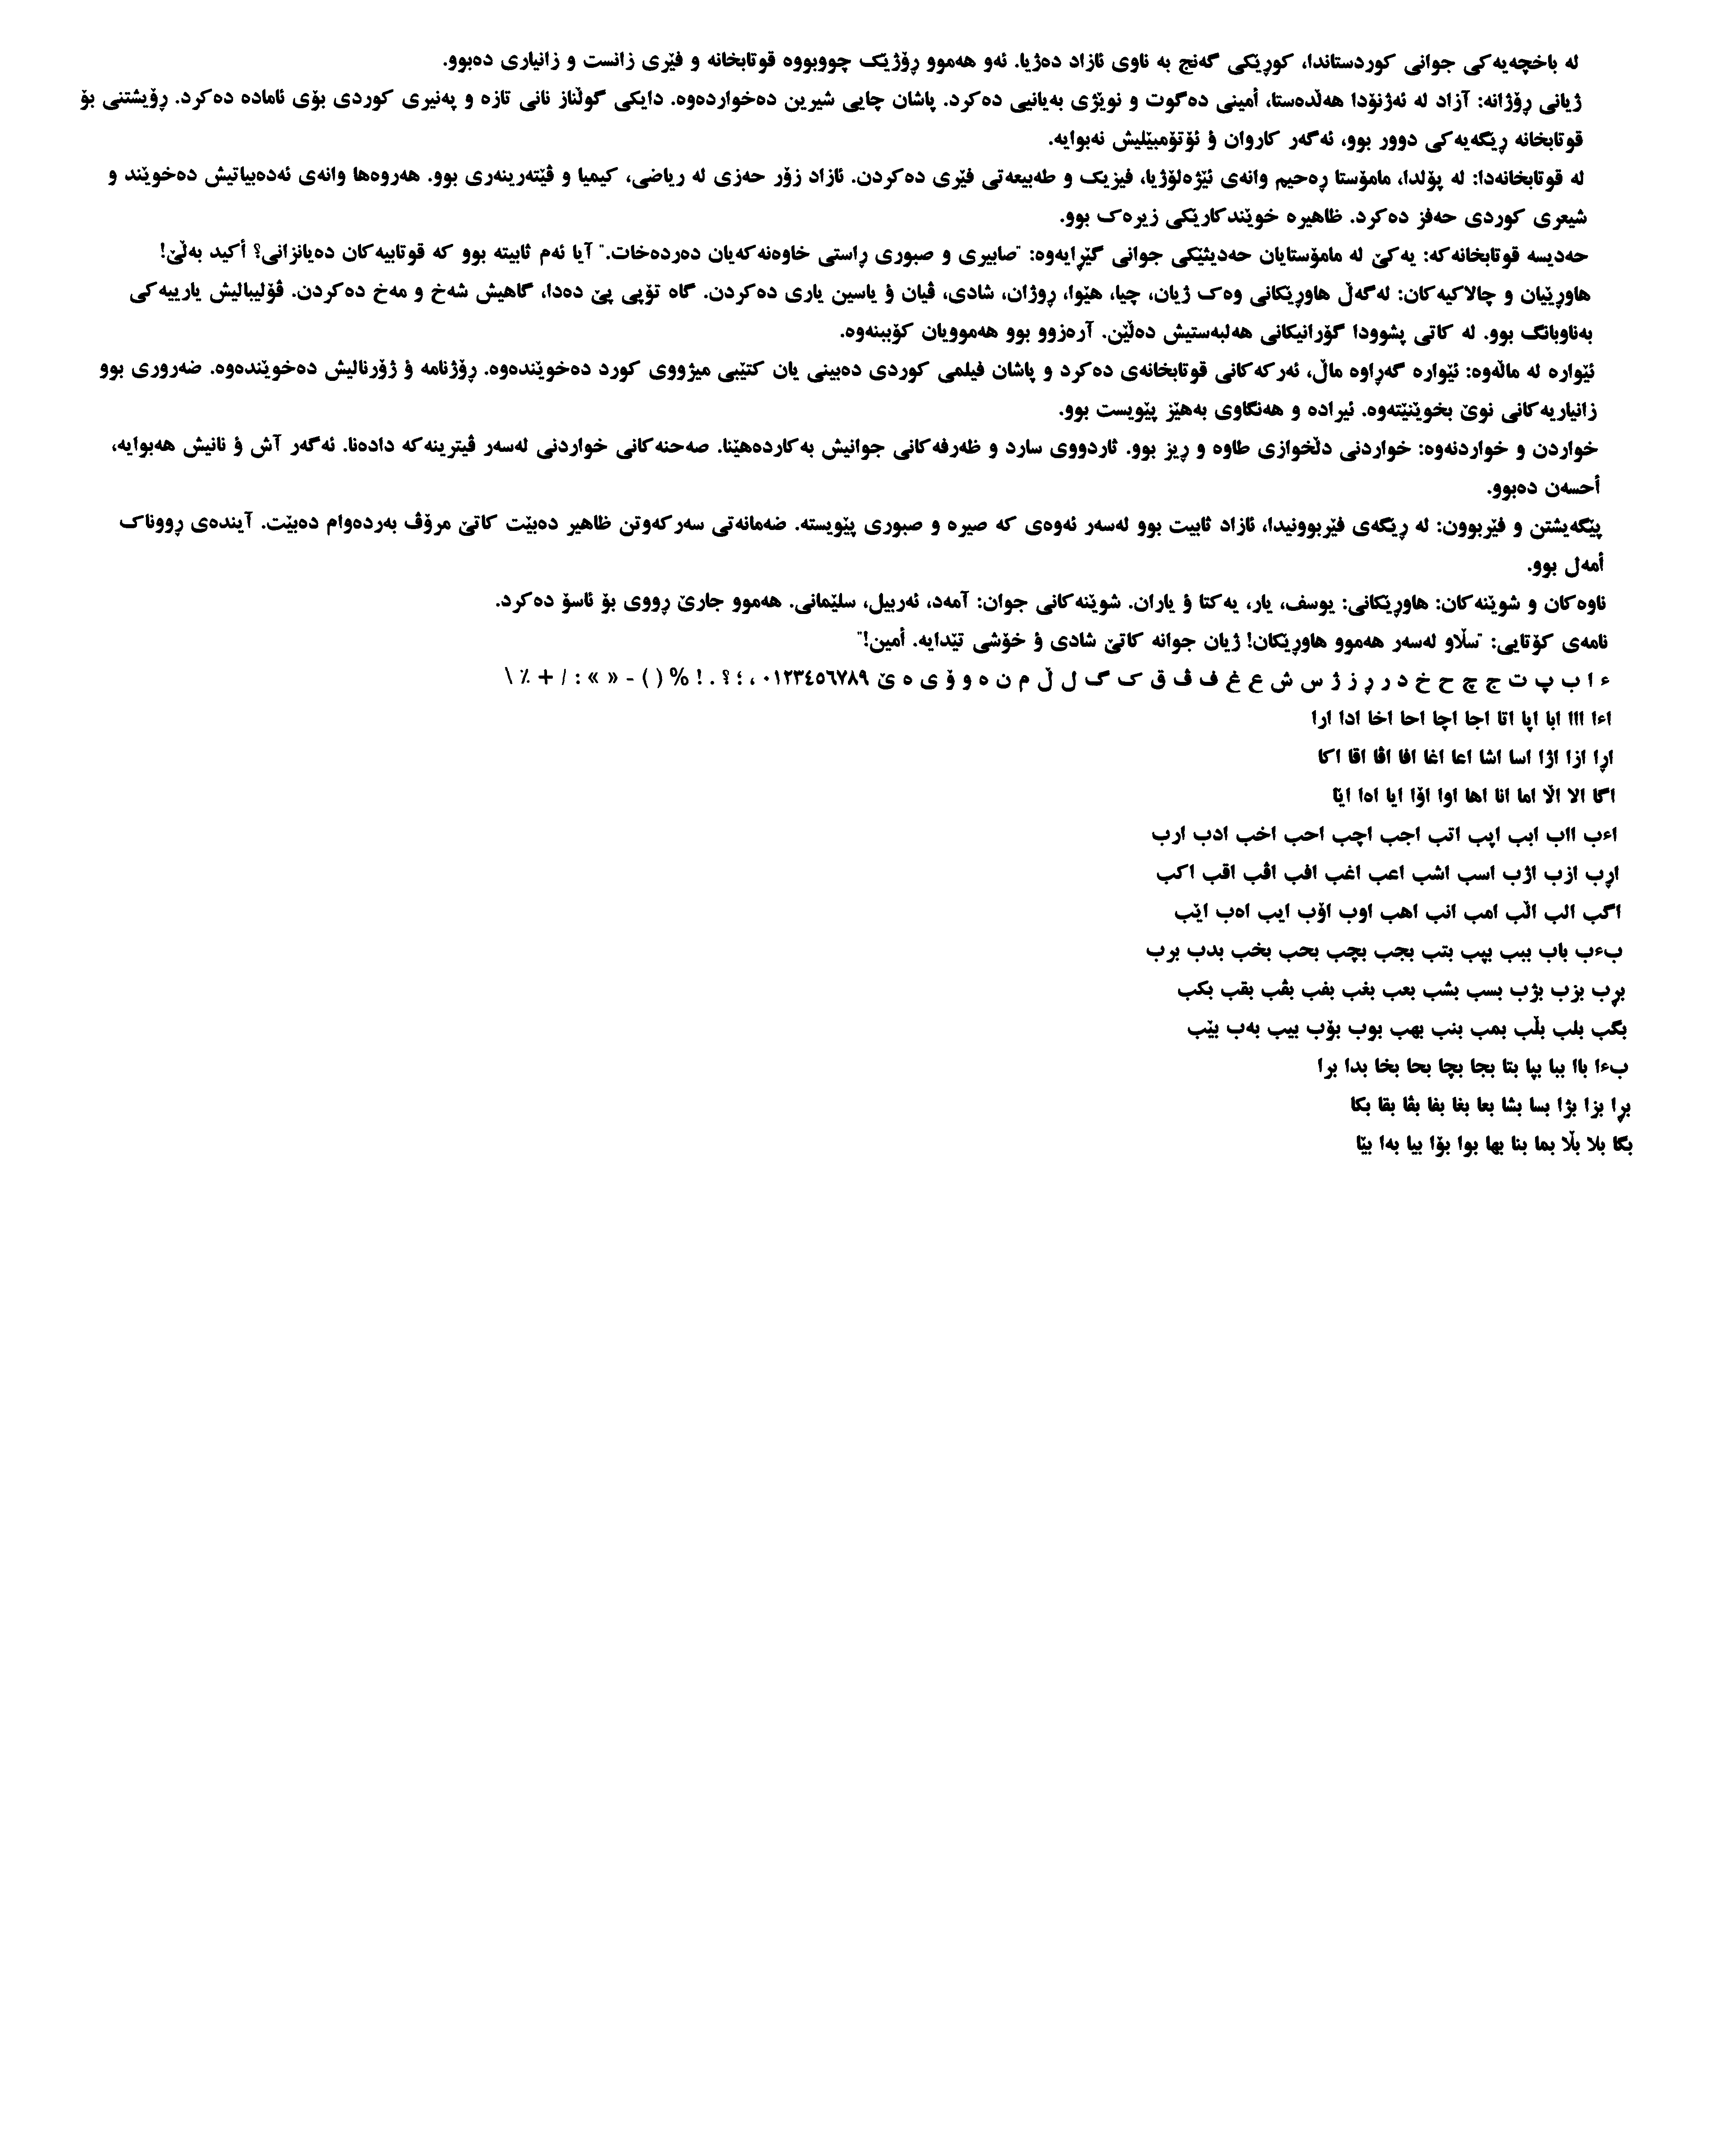 لە باخچەیەکی جوانی کوردستاندا، کوڕێکی گەنج بە ناوی ئازاد دەژیا. ئەو هەموو ڕۆژێک چووبووە قوتابخانە و فێری زانست و زانیاری دەبوو.
ژیانی ڕۆژانە: آزاد لە ئەژنۆدا هەڵدەستا، أمینی دەگوت و نوێژی بەیانیی دەکرد. پاشان چایی شیرین دەخواردەوە. دایکی گوڵناز نانی تازە و پەنیری کوردی بۆی ئامادە دەکرد. ڕۆیشتنی بۆ
قوتابخانە ڕێگەیەکی دوور بوو، ئەگەر کاروان ؤ ئۆتۆمبێلیش نەبوایە.
لە قوتابخانەدا: لە پۆلدا، مامۆستا ڕەحیم وانەی ئێژەلۆژیا، فیزیک و طەبیعەتی فێری دەکردن. ئازاد زۆر حەزی لە ریاضی، کیمیا و ڤێتەرینەری بوو. هەروەها وانەی ئەدەبیاتیش دەخوێند و
شیعری کوردی حەفز دەکرد. ظاهیرە خوێندکارێکی زیرەک بوو.
حەدیسە قوتابخانەکە: یەکێ لە مامۆستایان حەدیثێکی جوانی گێڕایەوە: "صابیری و صبوری ڕاستی خاوەنەکەیان دەردەخات." آیا ئەم ثابیتە بوو کە قوتابیەکان دەیانزانی؟ أکید بەڵێ!
هاوڕێیان و چالاکیەکان: لەگەڵ هاوڕێکانی وەک ژیان، چیا، هێوا، ڕوژان، شادی، ڤیان ؤ یاسین یاری دەکردن. گاە تۆپی پێ دەدا، گاهیش شەخ و مەخ دەکردن. ڤۆلیبالیش یارییەکی
بەناوبانگ بوو. لە کاتی پشوودا گۆرانیکانی هەلبەستیش دەڵێن. آرەزوو بوو هەموویان کۆببنەوە.
ئێوارە لە ماڵەوە: ئێوارە گەڕاوە ماڵ، ئەرکەکانی قوتابخانەی دەکرد و پاشان فیلمی کوردی دەبینی یان کتێبی میژووی کورد دەخوێندەوە. ڕۆژنامە ؤ ژۆرنالیش دەخوێندەوە. ضەروری بوو
زانیاریەکانی نوێ بخوێنێتەوە. ئیرادە و هەنگاوی بەهێز پێویست بوو.
خواردن و خواردنەوە: خواردنی دڵخوازی طاوە و ڕیز بوو. ثاردووی سارد و ظەرفەکانی جوانیش بەکاردەهێنا. صەحنەکانی خواردنی لەسەر ڤیترینەکە دادەنا. ئەگەر آش ؤ نانیش هەبوایە،
أحسەن دەبوو.
پێگەیشتن و فێربوون: لە ڕێگەی فێربوونیدا، ئازاد ثابیت بوو لەسەر ئەوەی کە صیرە و صبوری پێویستە. ضەمانەتی سەرکەوتن ظاهیر دەبێت کاتێ مرۆڤ بەردەوام دەبێت. آیندەی ڕووناک
أمەل بوو.
ناوەکان و شوێنەکان: هاوڕێکانی: یوسف، یار، یەکتا ؤ یاران. شوێنەکانی جوان: آمەد، ئەربیل، سلێمانی. هەموو جارێ ڕووی بۆ ئاسۆ دەکرد.
نامەی کۆتایی: "سڵاو لەسەر هەموو هاوڕێکان! ژیان جوانە کاتێ شادی ؤ خۆشی تێدایە. أمین!"
ء ا ب پ ت ج چ ح خ د ر ڕ ز ژ س ش ع غ ف ڤ ق ک گ ل ڵ م ن ه و ۆ ی ە ێ ٠١٢٣٤٥٦٧٨٩ ، ؛ ؟ . ! % ( ) - « » : / + ٪ \
اءا ااا ابا اپا اتا اجا اچا احا اخا ادا ارا
اڕا ازا اژا اسا اشا اعا اغا افا اڤا اقا اکا
اگا الا اڵا اما انا اها اوا اۆا ایا اەا اێا
اءب ااب ابب اپب اتب اجب اچب احب اخب ادب ارب
اڕب ازب اژب اسب اشب اعب اغب افب اڤب اقب اکب
اگب الب اڵب امب انب اهب اوب اۆب ایب اەب اێب
بءب باب ببب بپب بتب بجب بچب بحب بخب بدب برب
بڕب بزب بژب بسب بشب بعب بغب بفب بڤب بقب بکب
بگب بلب بڵب بمب بنب بهب بوب بۆب بیب بەب بێب
بءا باا ببا بپا بتا بجا بچا بحا بخا بدا برا
بڕا بزا بژا بسا بشا بعا بغا بفا بڤا بقا بکا
بگا بلا بڵا بما بنا بها بوا بۆا بیا بەا بێا